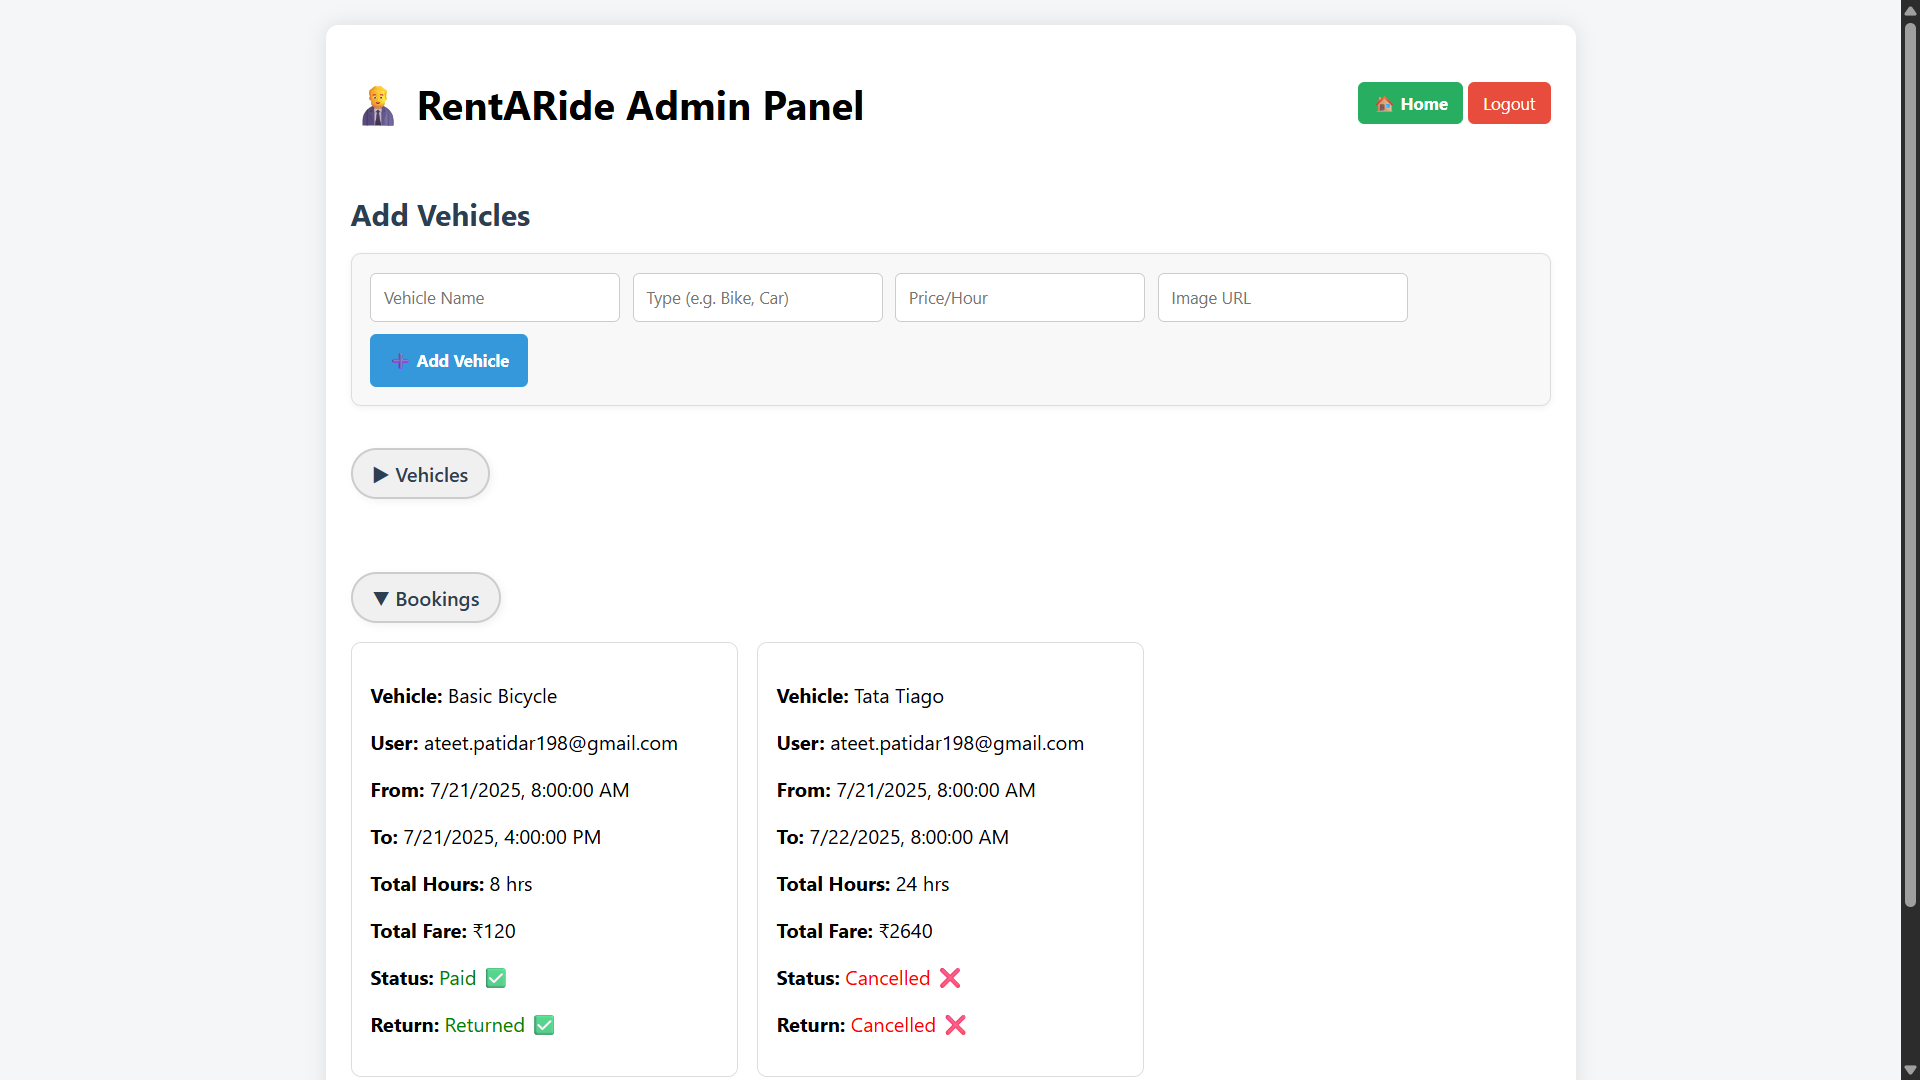 RentARide Admin Panel
Home
Logout
Add Vehicles
Vehicle Name
Type (e.g. Bike, Car)
Price/Hour
Image URL
➕ Add Vehicle
▶ Vehicles
▼ Bookings
Vehicle: Basic Bicycle
User: ateet.patidar198@gmail.com
From: 7/21/2025, 8:00:00 AM
To: 7/21/2025, 4:00:00 PM
Total Hours: 8 hrs
Total Fare: ₹120
Status: Paid ✅
Return: Returned ✅
Vehicle: Tata Tiago
User: ateet.patidar198@gmail.com
From: 7/21/2025, 8:00:00 AM
To: 7/22/2025, 8:00:00 AM
Total Hours: 24 hrs
Total Fare: ₹2640
Status: Cancelled ❌
Return: Cancelled ❌